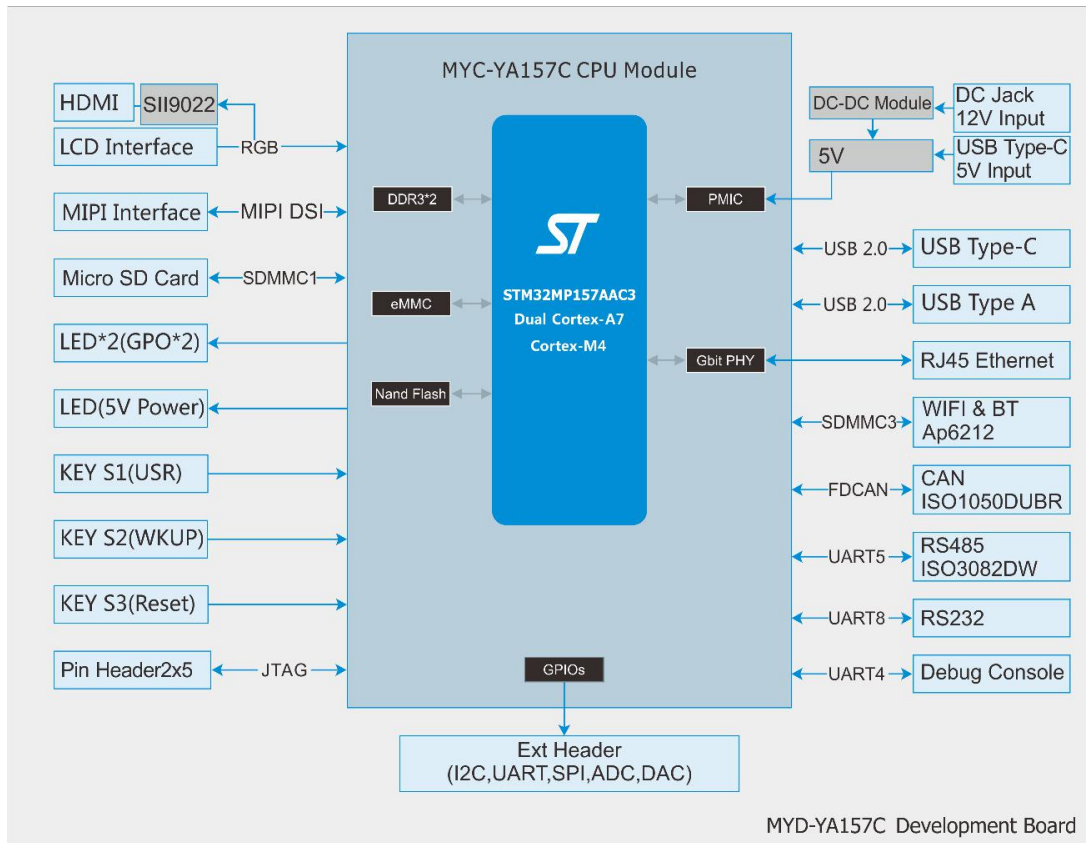 MYC-YA157C CPU Module
HDMI
SII9022
LCD Interface
RGB
MIPI Interface
MIPI DSI
Micro SD Card
SDMMC1
LED*2(GPO*2)
LED(5V Power)
KEY S1(USR)
KEY S2(WKUP)
KEY S3(Reset)
Pin Header2x5
JTAG
DDR3*2
eMMC
Nand Flash
ST
STM32MP157AAC3
Dual Cortex-A7
Cortex-M4
PMIC
Gbit PHY
GPIOs
DC-DC Module
DC Jack
12V Input
5V
USB Type-C
5V Input
USB 2.0
USB Type-C
USB 2.0
USB Type A
RJ45 Ethernet
SDMMC3
WIFI & BT
Ap6212
FDCAN
CAN
ISO1050DUBR
UART5
RS485
ISO3082DW
UART8
RS232
UART4
Debug Console
Ext Header
(I2C,UART,SPI,ADC,DAC)
MYD-YA157C Development Board